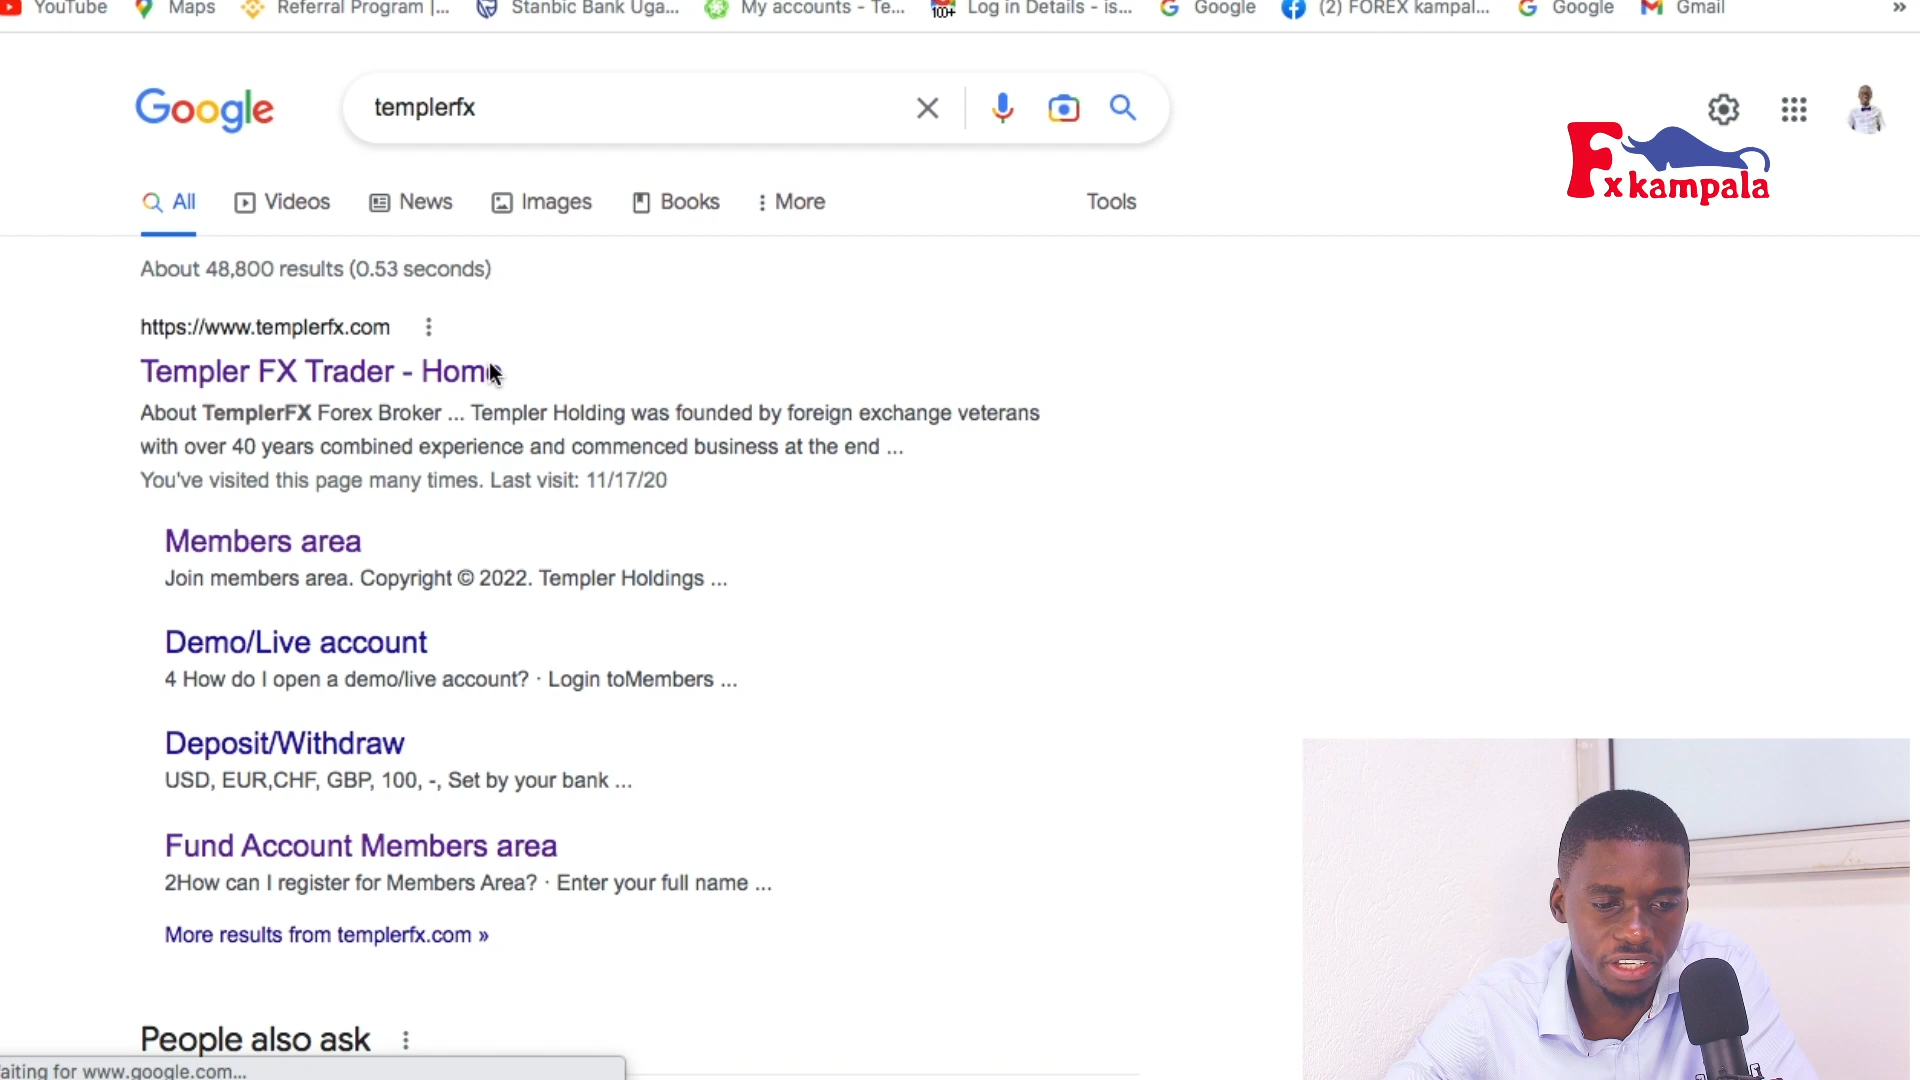 YouTube Maps Referral Program |... Stanbic Bank Uga... My accounts - Te... 100+ Log in Details - is... Google (2) FOREX kampal... Google Gmail »
Google templerfx
Fxkampala
All Videos News Images Books More Tools
About 48,800 results (0.53 seconds)
https://www.templerfx.com
Templer FX Trader - Home
About TemplerFX Forex Broker ... Templer Holding was founded by foreign exchange veterans
with over 40 years combined experience and commenced business at the end ...
You've visited this page many times. Last visit: 11/17/20
Members area
Join members area. Copyright © 2022. Templer Holdings ...
Demo/Live account
4 How do I open a demo/live account? · Login toMembers ...
Deposit/Withdraw
USD, EUR,CHF, GBP, 100, -, Set by your bank ...
Fund Account Members area
2How can I register for Members Area? · Enter your full name ...
More results from templerfx.com »
People also ask
aiting for www.google.com...